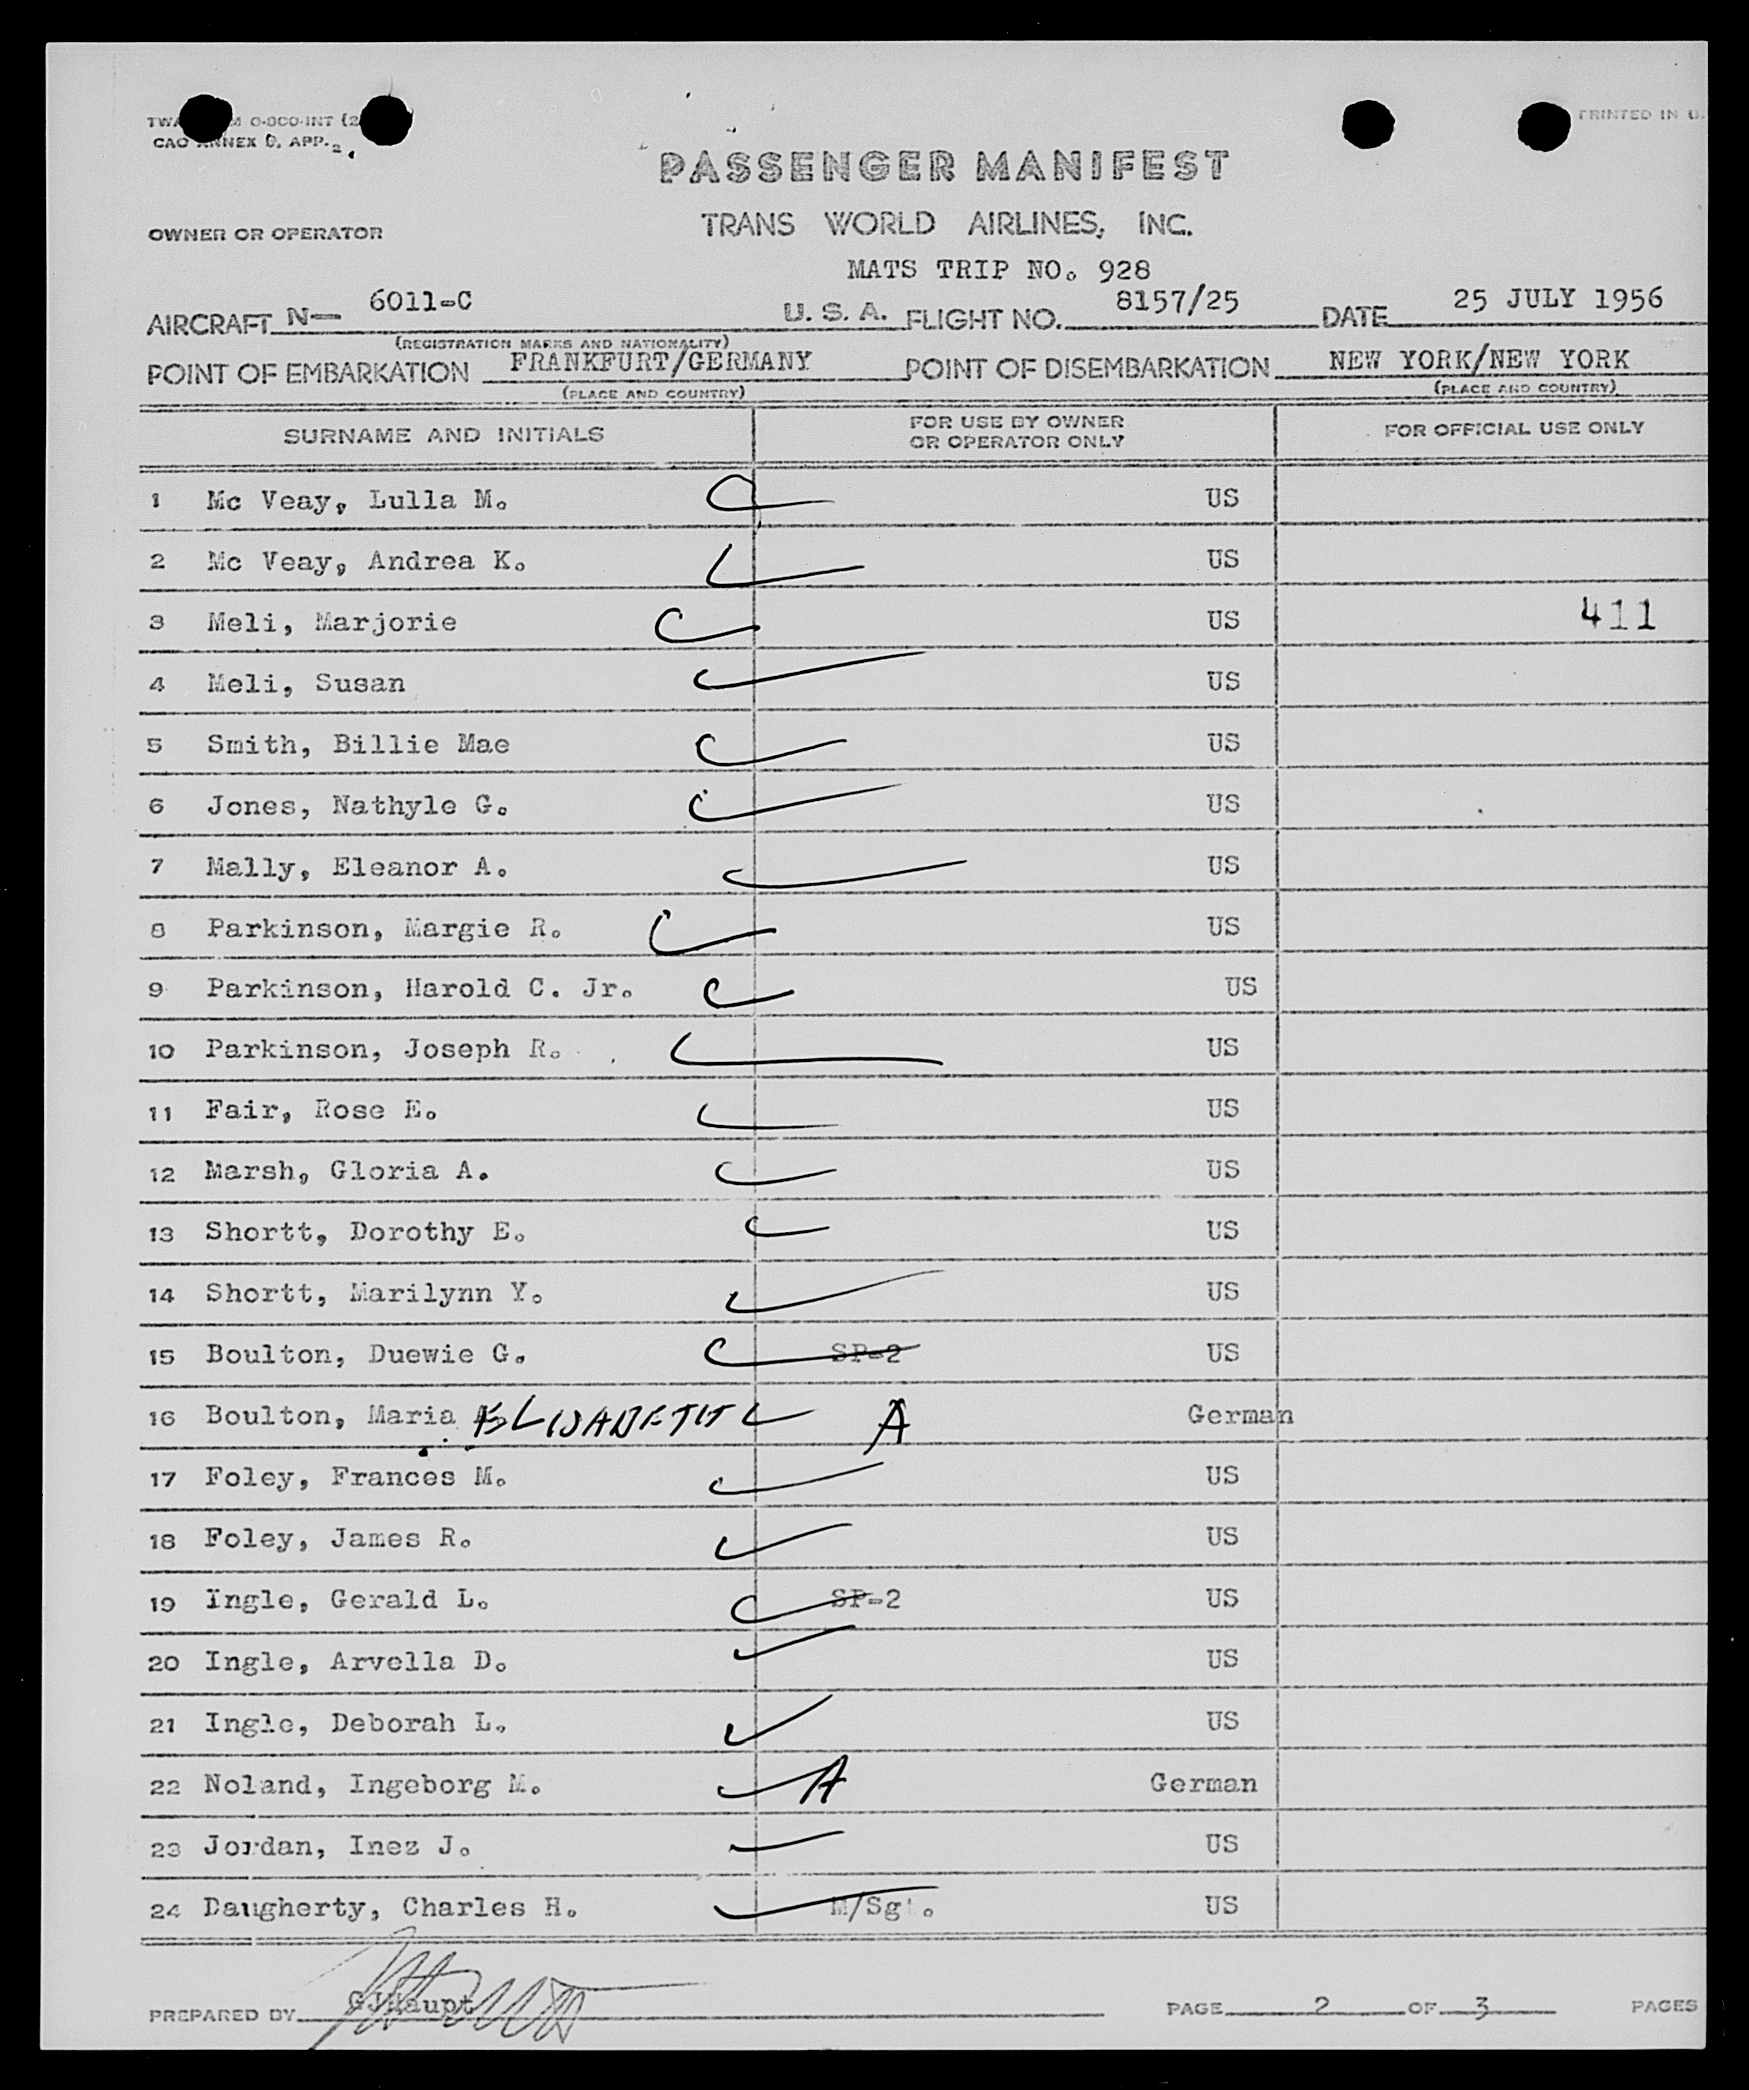 PRINTED IN U.
CAO ANNEX 9, APP. 2
PASSENGER MANIFEST
OWNER OR OPERATOR TRANS WORLD AIRLINES, INC.
MATS TRIP NO. 928
AIRCRAFT N— 6011-C U. S. A. FLIGHT NO. 8157/25 DATE 25 JULY 1956
(REGISTRATION MARKS AND NATIONALITY)
POINT OF EMBARKATION FRANKFURT/GERMANY POINT OF DISEMBARKATION NEW YORK/NEW YORK
(PLACE AND COUNTRY) (PLACE AND COUNTRY)
SURNAME AND INITIALS FOR USE BY OWNER OR OPERATOR ONLY FOR OFFICIAL USE ONLY
1 Mc Veay, Lulla M. US
2 Mc Veay, Andrea K. US
3 Meli, Marjorie US 411
4 Meli, Susan US
5 Smith, Billie Mae US
6 Jones, Nathyle G. US
7 Mally, Eleanor A. US
8 Parkinson, Margie R. US
9 Parkinson, Harold C. Jr. US
10 Parkinson, Joseph R. US
11 Fair, Rose E. US
12 Marsh, Gloria A. US
13 Shortt, Dorothy E. US
14 Shortt, Marilynn Y. US
15 Boulton, Duewie G. SP-2 US
16 Boulton, Maria ELISABETH A German
17 Foley, Frances M. US
18 Foley, James R. US
19 Ingle, Gerald L. SP-2 US
20 Ingle, Arvella D. US
21 Ingle, Deborah L. US
22 Noland, Ingeborg M. A German
23 Jordan, Inez J. US
24 Daugherty, Charles H. M/Sgt. US
PREPARED BY GJHaupt PAGE 2 OF 3 PAGES